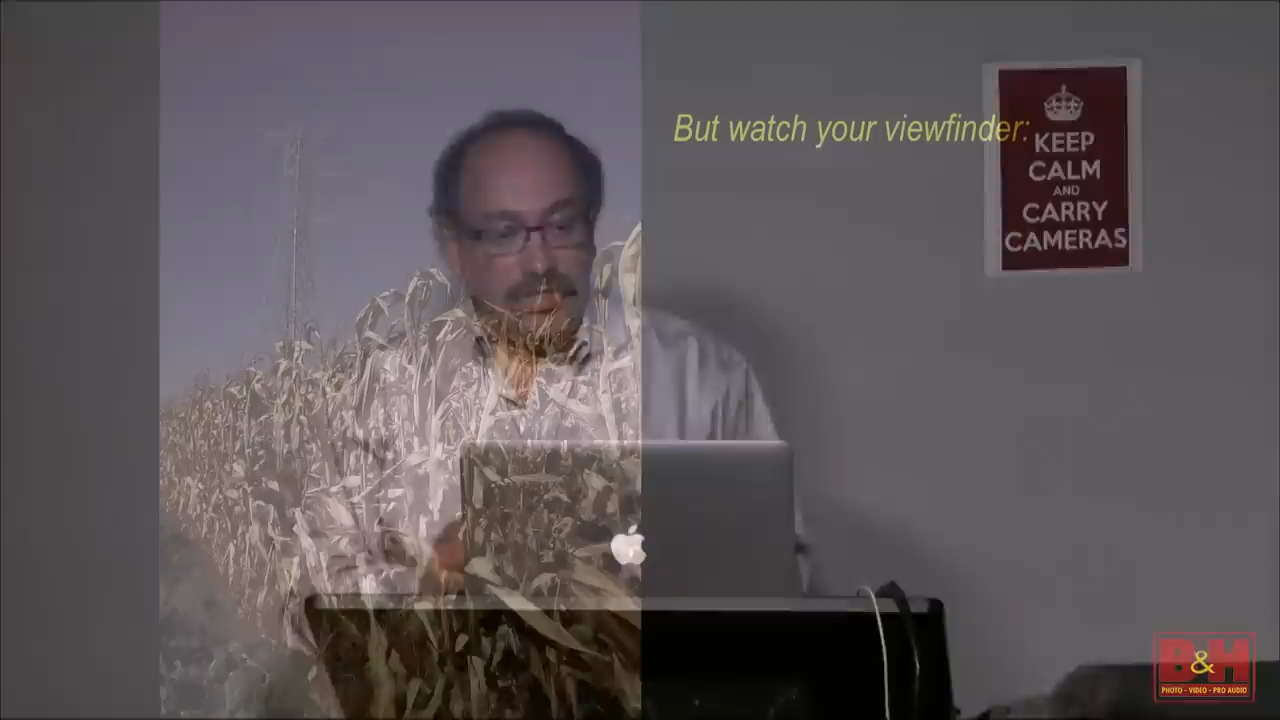 But watch your viewfinder:
KEEP
CALM
AND
CARRY
CAMERAS
B&H
PHOTO - VIDEO - PRO AUDIO